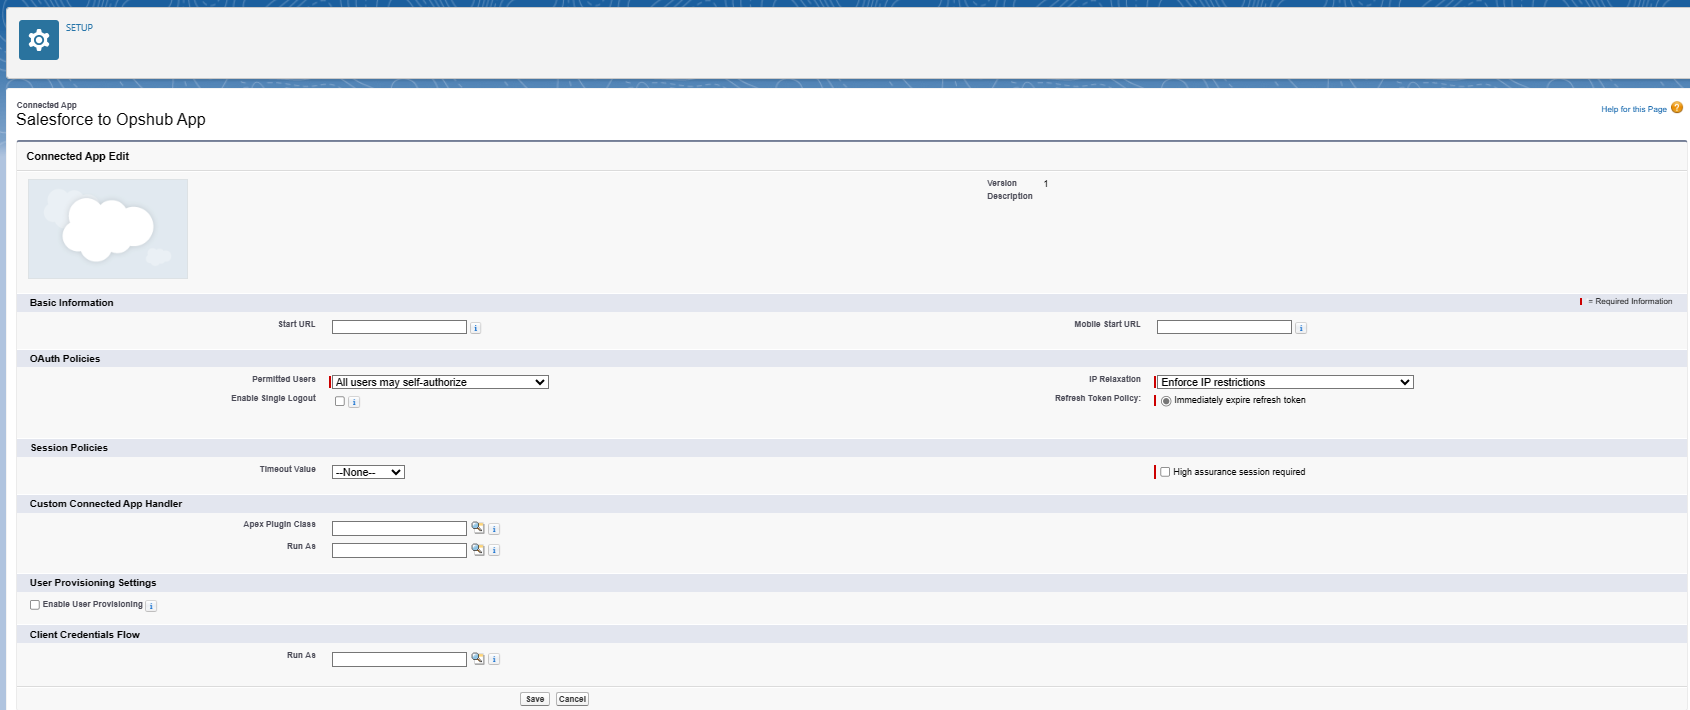 SETUP
Connected App
Salesforce to Opshub App
Help for this Page
Connected App Edit
Version 1
Description
Basic Information
= Required Information
Start URL
Mobile Start URL
OAuth Policies
Permitted Users All users may self-authorize
IP Relaxation Enforce IP restrictions
Enable Single Logout
Refresh Token Policy: Immediately expire refresh token
Session Policies
Timeout Value --None--
High assurance session required
Custom Connected App Handler
Apex Plugin Class
Run As
User Provisioning Settings
Enable User Provisioning
Client Credentials Flow
Run As
Save Cancel